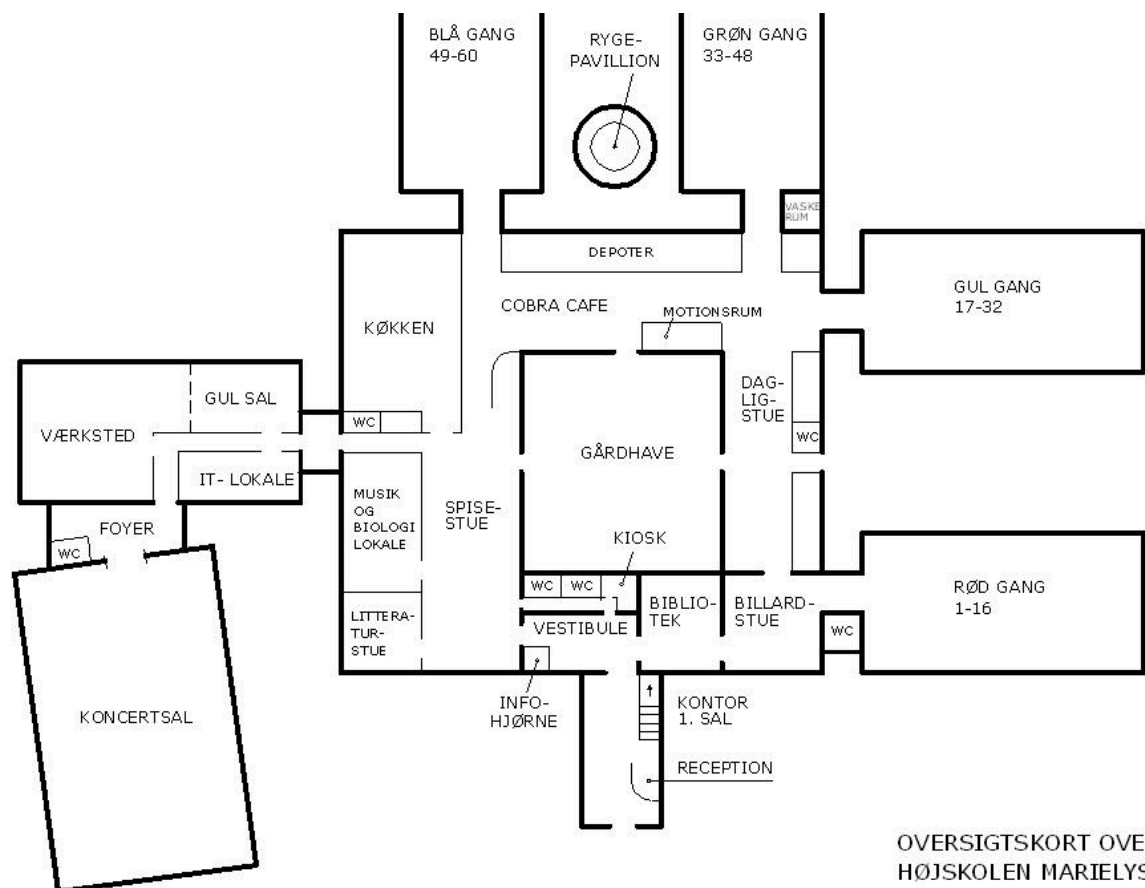 BLÅ GANG
49-60
RYGE-
PAVILLION
GRØN GANG
33-48
VASKE
RUM
DEPOTER
GUL GANG
17-32
COBRA CAFE
MOTIONSRUM
KØKKEN
GUL SAL
DAG-
LIG-
STUE
WC
WC
VÆRKSTED
GÅRDHAVE
IT- LOKALE
MUSIK
OG
BIOLOGI
LOKALE
SPISE-
STUE
FOYER
WC
KIOSK
WC
WC
RØD GANG
1-16
BIBLIO-
TEK
BILLARD-
STUE
LITTERA-
TUR-
STUE
VESTIBULE
WC
INFO-
HJØRNE
KONTOR
1. SAL
KONCERTSAL
RECEPTION
OVERSIGTSKORT OVE
HØJSKOLEN MARIELYS